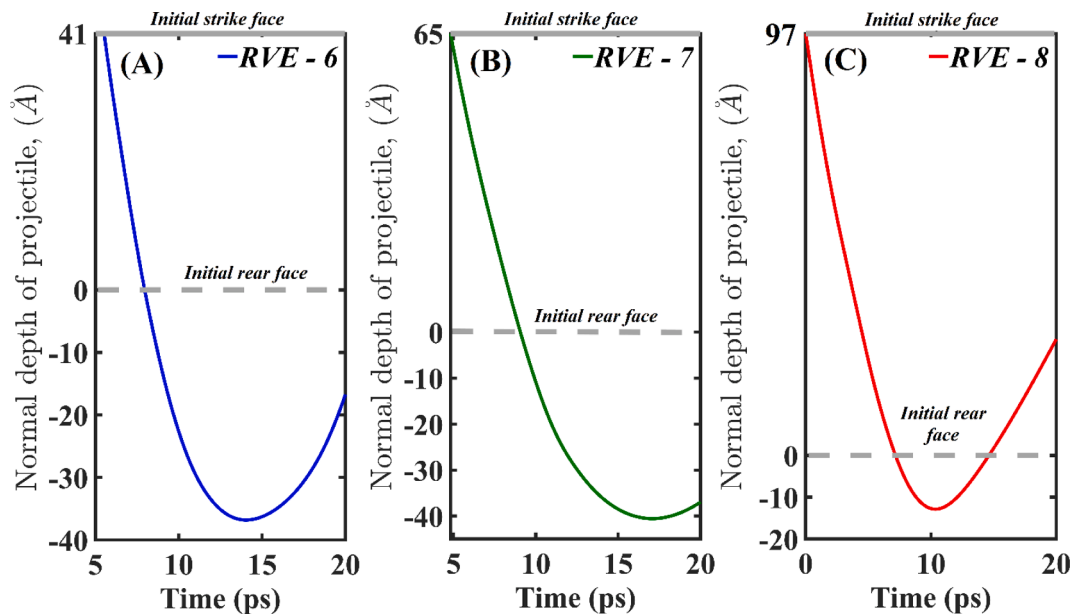 Initial strike face
41
(A)
RVE - 6
Normal depth of projectile, (Å)
Initial rear face
0
-10
-20
-30
-40
5
10
15
20
Time (ps)
Initial strike face
65
(B)
RVE - 7
Normal depth of projectile, (Å)
Initial rear face
0
-10
-20
-30
-40
-45
5
10
15
20
Time (ps)
Initial strike face
97
(C)
RVE - 8
Normal depth of projectile, (Å)
Initial rear
face
0
-10
-20
0
10
20
Time (ps)